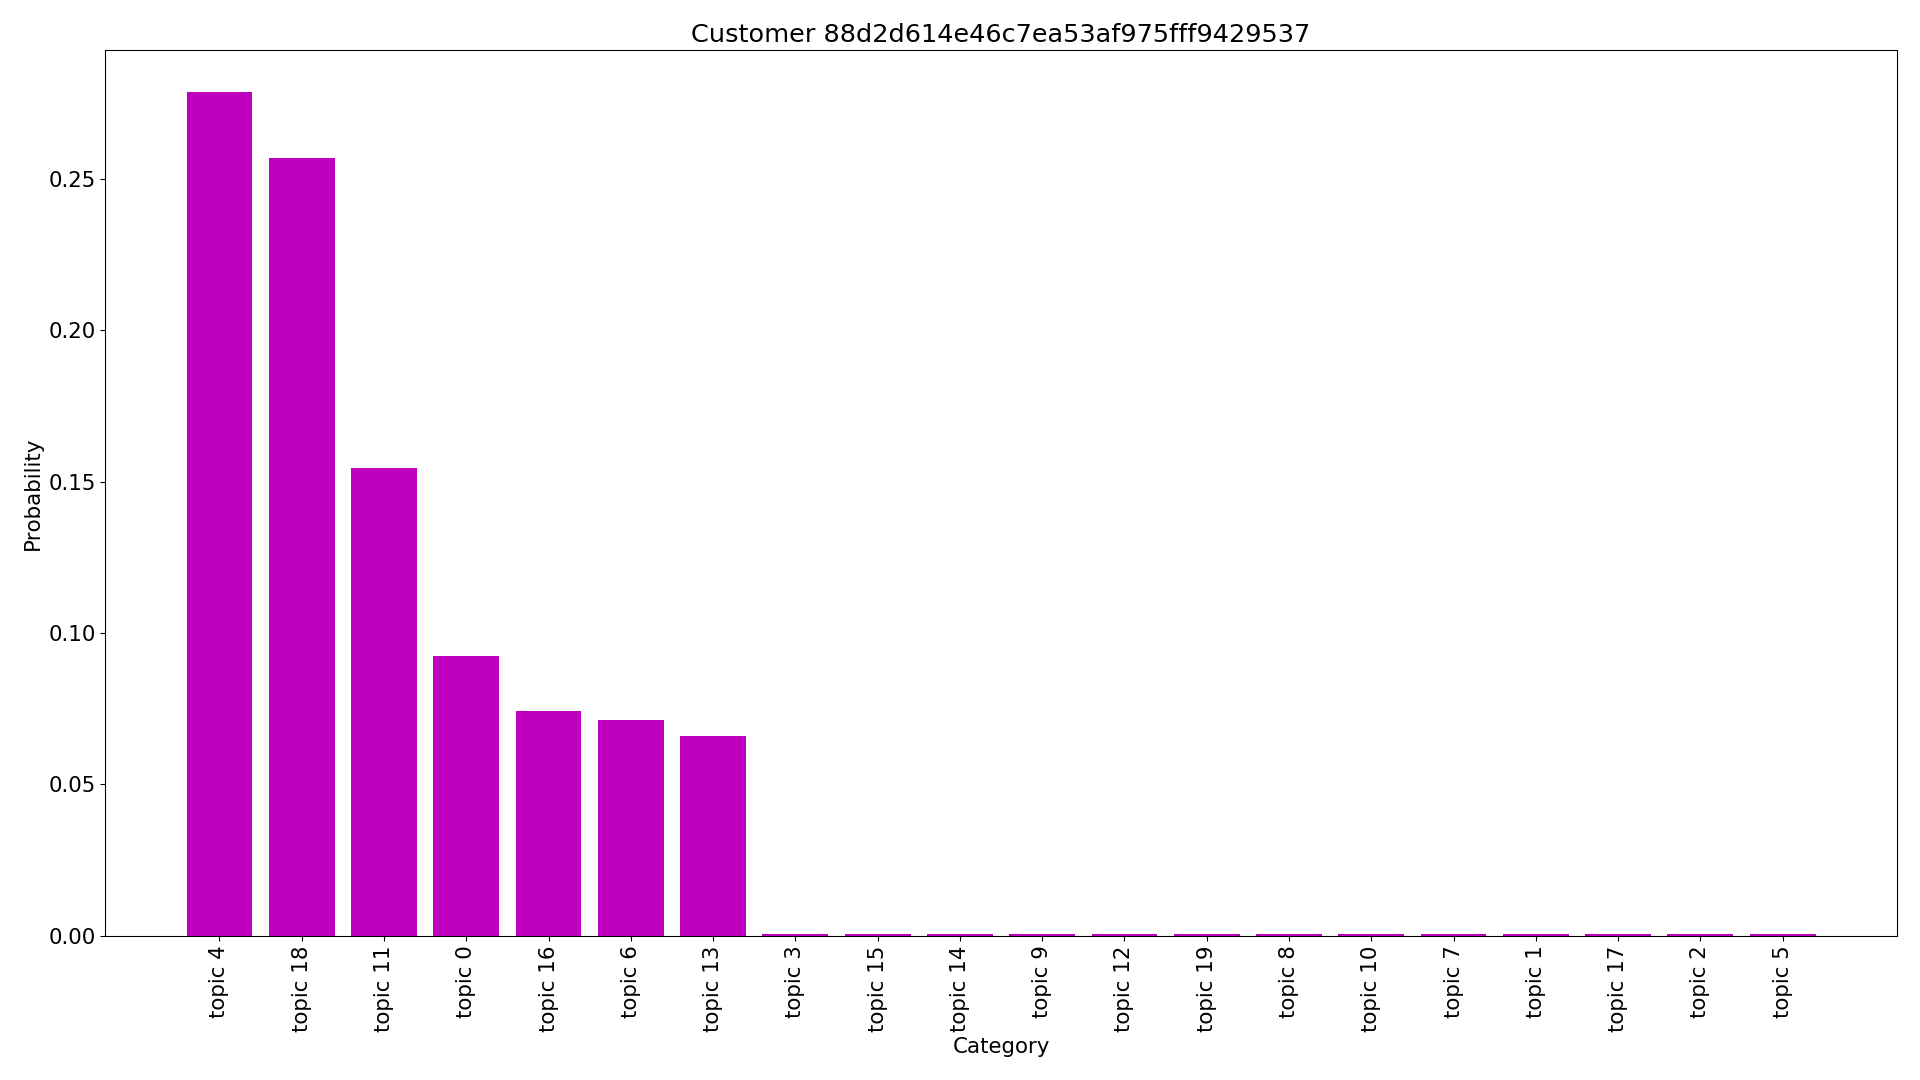 Customer 88d2d614e46c7ea53af975fff9429537
Probability
0.25
0.20
0.15
0.10
0.05
0.00
topic 4
topic 18
topic 11
topic 0
topic 16
topic 6
topic 13
topic 3
topic 15
topic 14
topic 9
topic 12
topic 19
topic 8
topic 10
topic 7
topic 1
topic 17
topic 2
topic 5
Category